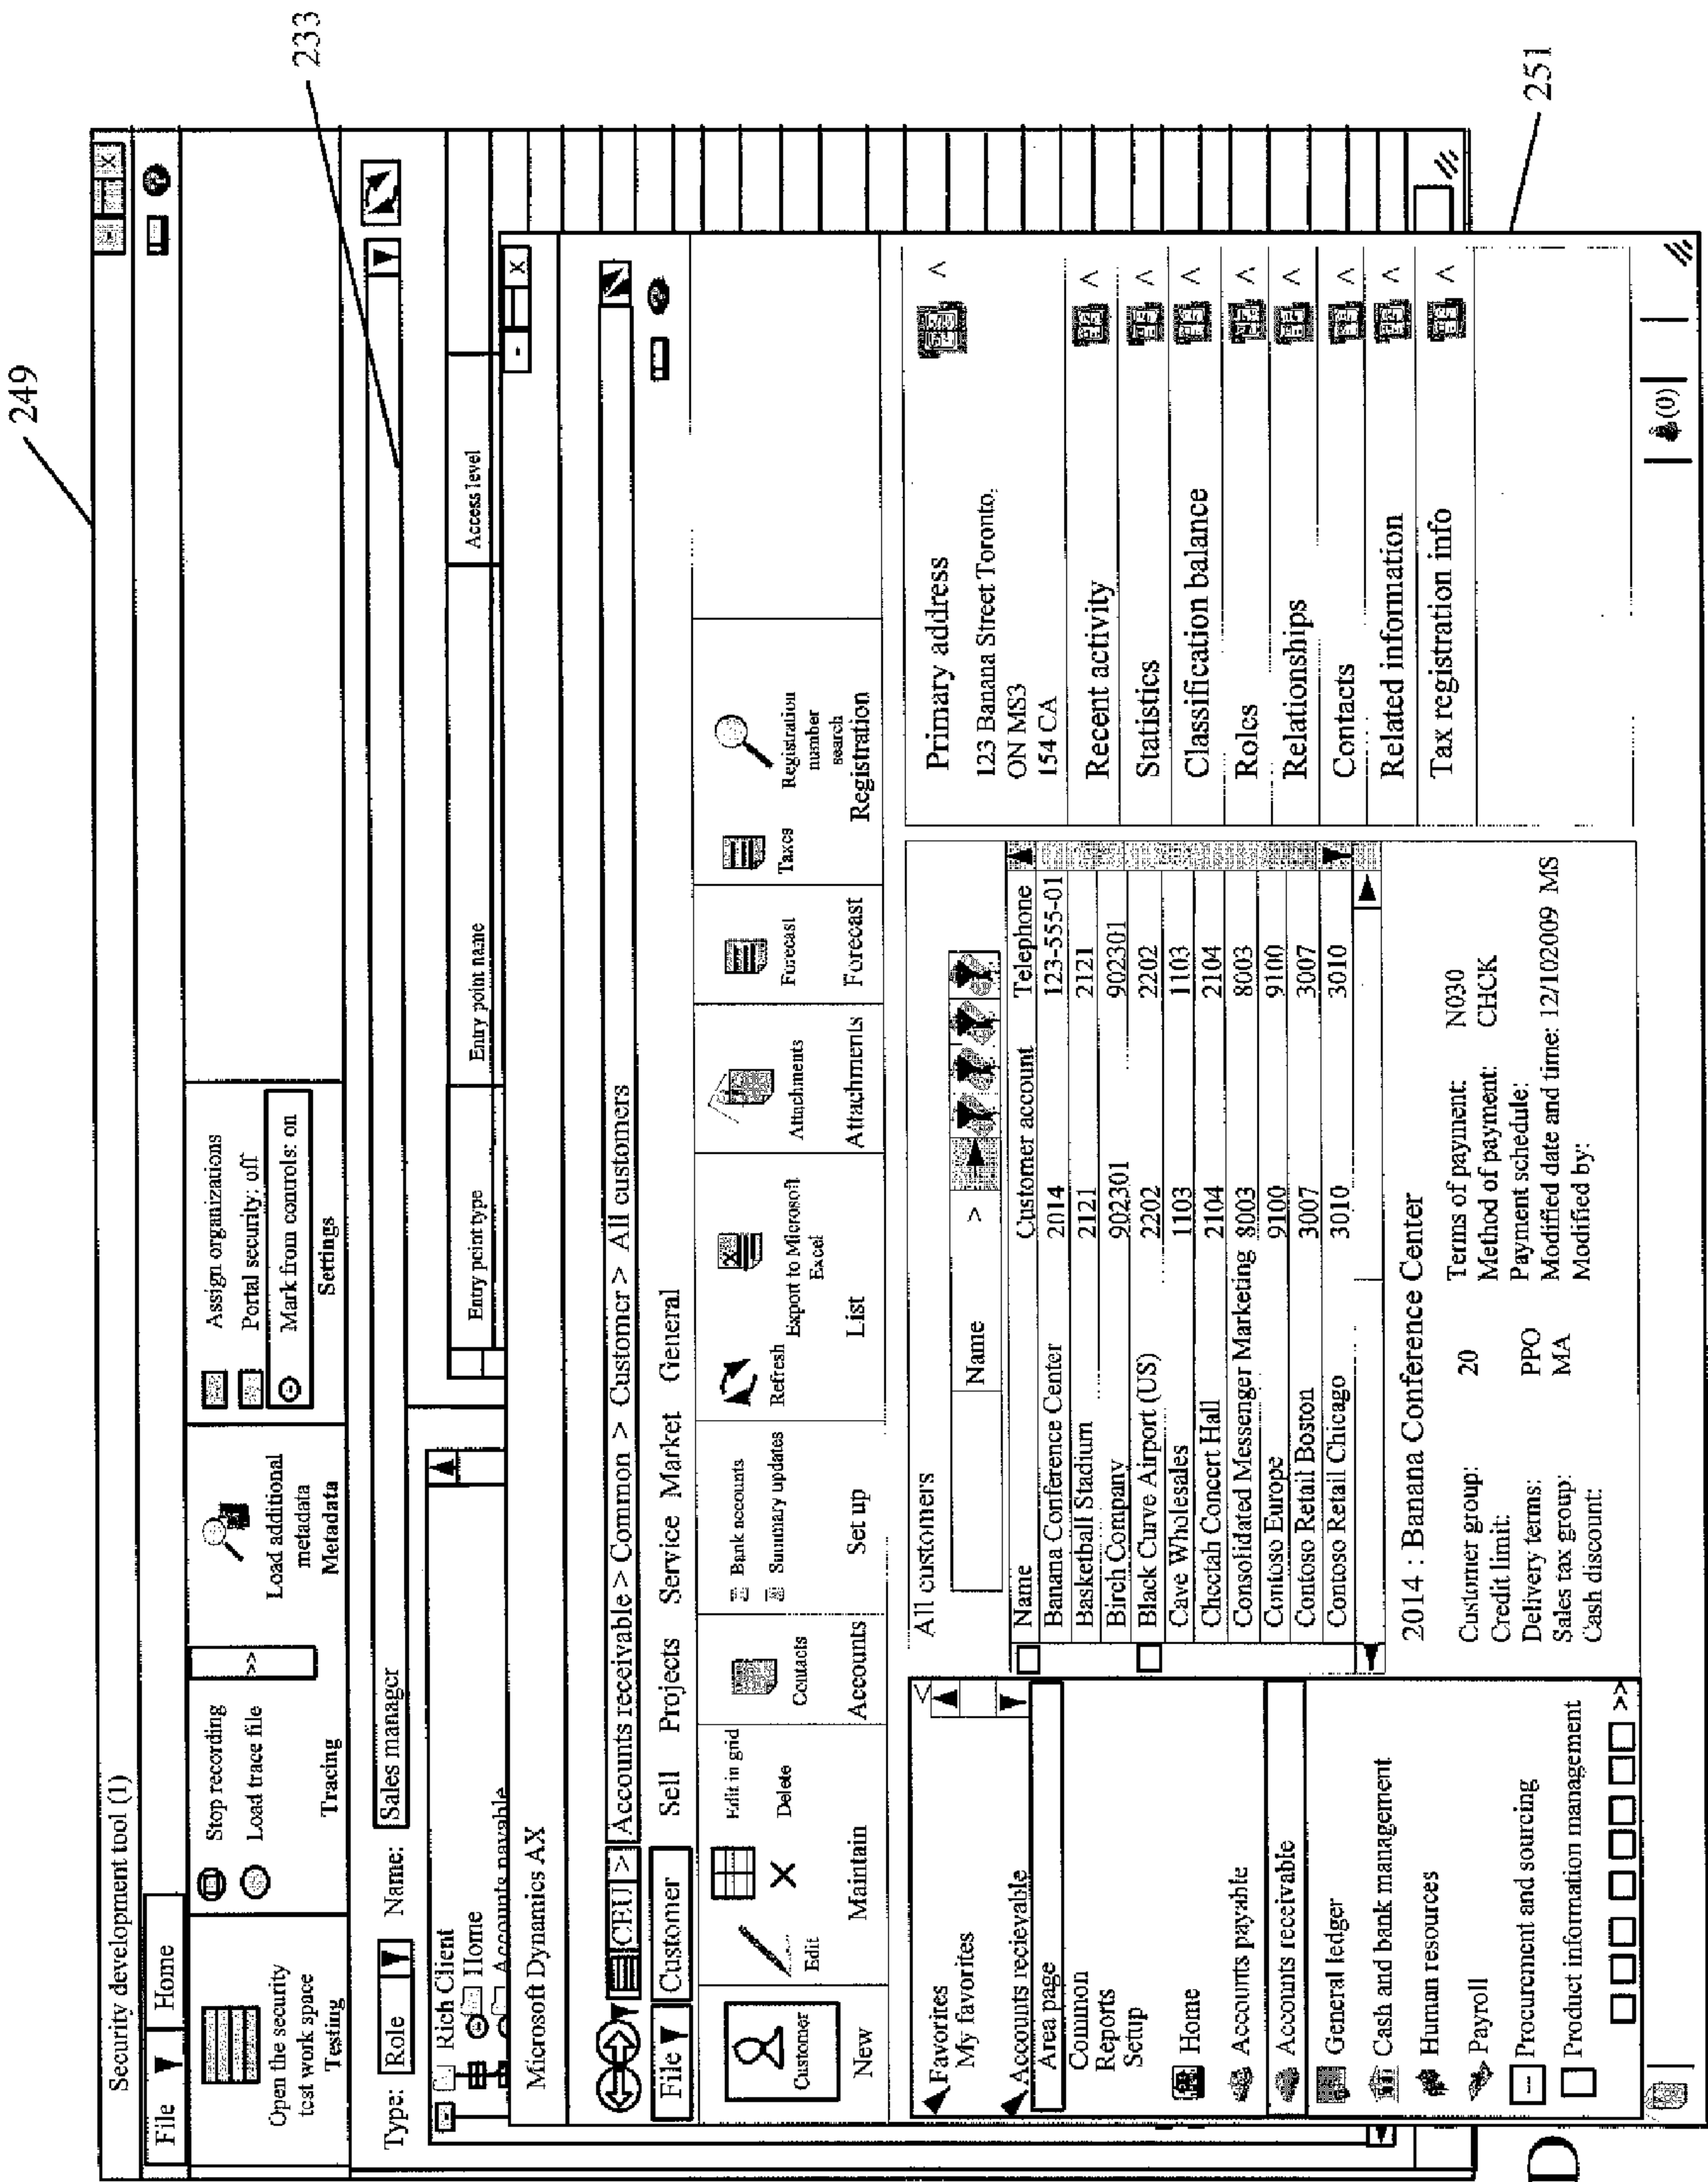 249
233
251
Security development tool (1)
File Home
Open the security
test work space
Testing
Stop recording
Load trace file
>>
Tracing
Load additional
metadata
Metadata
Assign organizations
Portal security: off
Mark from controls: on
Settings
Type: Role Name: Sales manager
Rich Client
Home
Accounts payable
Entry point type Entry point name Access level
Microsoft Dynamics AX
- X
CEU > Accounts receivable > Common > Customer > All customers
File Customer Sell Projects Service Market General
Customer
New
Edit
Edit in grid
Delete
Maintain
Contacts
Accounts
Bank accounts
Summary updates
Set up
Refresh
Export to Microsoft
Excel
List
Attachments
Attachments
Forecast
Forecast
Taxes
Registration
number
search
Registration
Favorites <
My favorites
Accounts recievable
Area page
Common
Reports
Setup
Home
Accounts payable
Accounts receivable
General ledger
Cash and bank management
Human resources
Payroll
Procurement and sourcing
Product information management
>>
All customers
Name >
Name Customer account Telephone
Banana Conference Center 2014 123-555-01
Basketball Stadium 2121 2121
Birch Company 902301 902301
Black Curve Airport (US) 2202 2202
Cave Wholesales 1103 1103
Cheetah Concert Hall 2104 2104
Consolidated Messenger Marketing 8003 8003
Contoso Europe 9100 9100
Contoso Retail Boston 3007 3007
Contoso Retail Chicago 3010 3010
2014 : Banana Conference Center
Customer group: 20 Terms of payment: N030
Credit limit: Method of payment: CHCK
Delivery terms: PPO Payment schedule:
Sales tax group: MA Modified date and time: 12/102009 MS
Cash discount: Modified by:
Primary address <
123 Banana Street Toronto,
ON MS3
154 CA
Recent activity <
Statistics <
Classification balance <
Roles <
Relationships <
Contacts <
Related information <
Tax registration info <
(0)
D